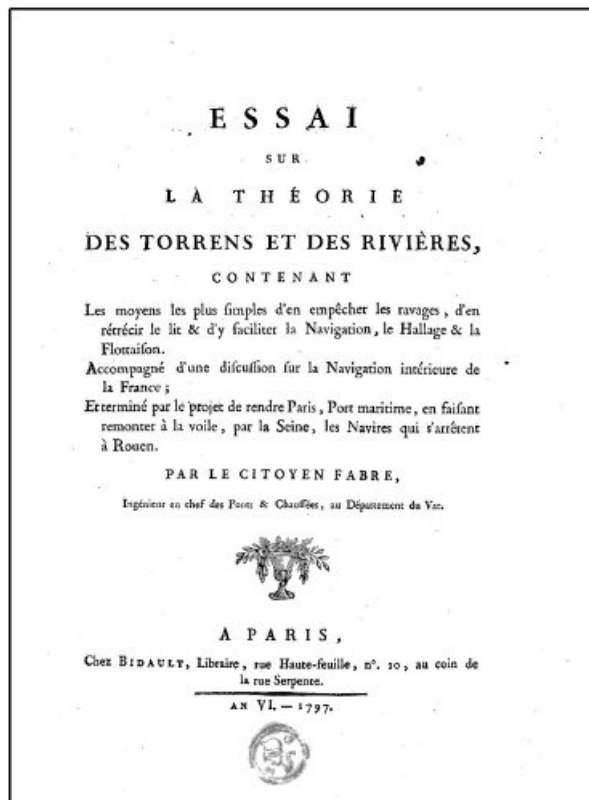 ESSAI
SUR
LA THÉORIE
DES TORRENS ET DES RIVIÈRES,
CONTENANT
Les moyens les plus ſimples d'en empêcher les ravages, d'en
rétrécir le lit & d'y faciliter la Navigation, le Hallage & la
Flottaiſon.
Accompagné d'une diſcuſſion ſur la Navigation intérieure de
la France ;
Et terminé par le projet de rendre Paris, Port maritime, en faiſant
remonter à la voile, par la Seine, les Navires qui s'arrêtent
à Rouen.
PAR LE CITOYEN FABRE,
Ingénieur en chef des Ponts & Chauſſées, au Département du Var.
A PARIS,
Chez BIDAULT, Libraire, rue Haute-feuille, n°. 10, au coin de
la rue Serpente.
AN VI. — 1797.